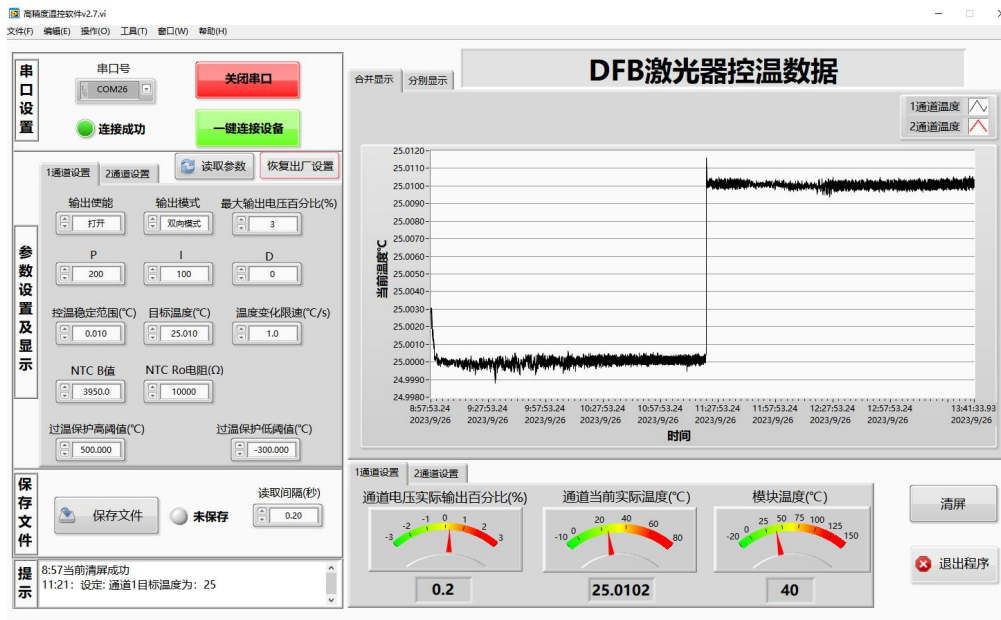 高精度温控软件v2.7.vi
文件(F) 编辑(E) 操作(O) 工具(T) 窗口(W) 帮助(H)
串口设置
串口号
COM26
关闭串口
连接成功
一键连接设备
1通道设置 2通道设置 读取参数 恢复出厂设置
参数设置及显示
输出使能 输出模式 最大输出电压百分比(%)
打开 双向模式 3
P I D
200 100 0
控温稳定范围(℃) 目标温度(℃) 温度变化限速(℃/s)
0.010 25.010 1.0
NTC B值 NTC Ro电阻(Ω)
3950.0 10000
过温保护高阈值(℃) 过温保护低阈值(℃)
500.000 -300.000
保存文件
保存文件 未保存
读取间隔(秒)
0.20
提示
8:57当前清屏成功
11:21：设定: 通道1目标温度为：25
合并显示 分别显示
DFB激光器控温数据
1通道温度
2通道温度
当前温度℃
25.0120
25.0110
25.0100
25.0090
25.0080
25.0070
25.0060
25.0050
25.0040
25.0030
25.0020
25.0010
25.0000
24.9990
24.9980
8:57:53.24 9:27:53.24 9:57:53.24 10:27:53.24 10:57:53.24 11:27:53.24 11:57:53.24 12:27:53.24 12:57:53.24 13:41:33.93
2023/9/26 2023/9/26 2023/9/26 2023/9/26 2023/9/26 2023/9/26 2023/9/26 2023/9/26 2023/9/26 2023/9/26
时间
1通道设置 2通道设置
通道电压实际输出百分比(%) 通道当前实际温度(℃) 模块温度(℃)
-3 -2 -1 0 1 2 3
-10 0 20 40 60 80
-20 0 25 50 75 100 125 150
0.2 25.0102 40
清屏
退出程序